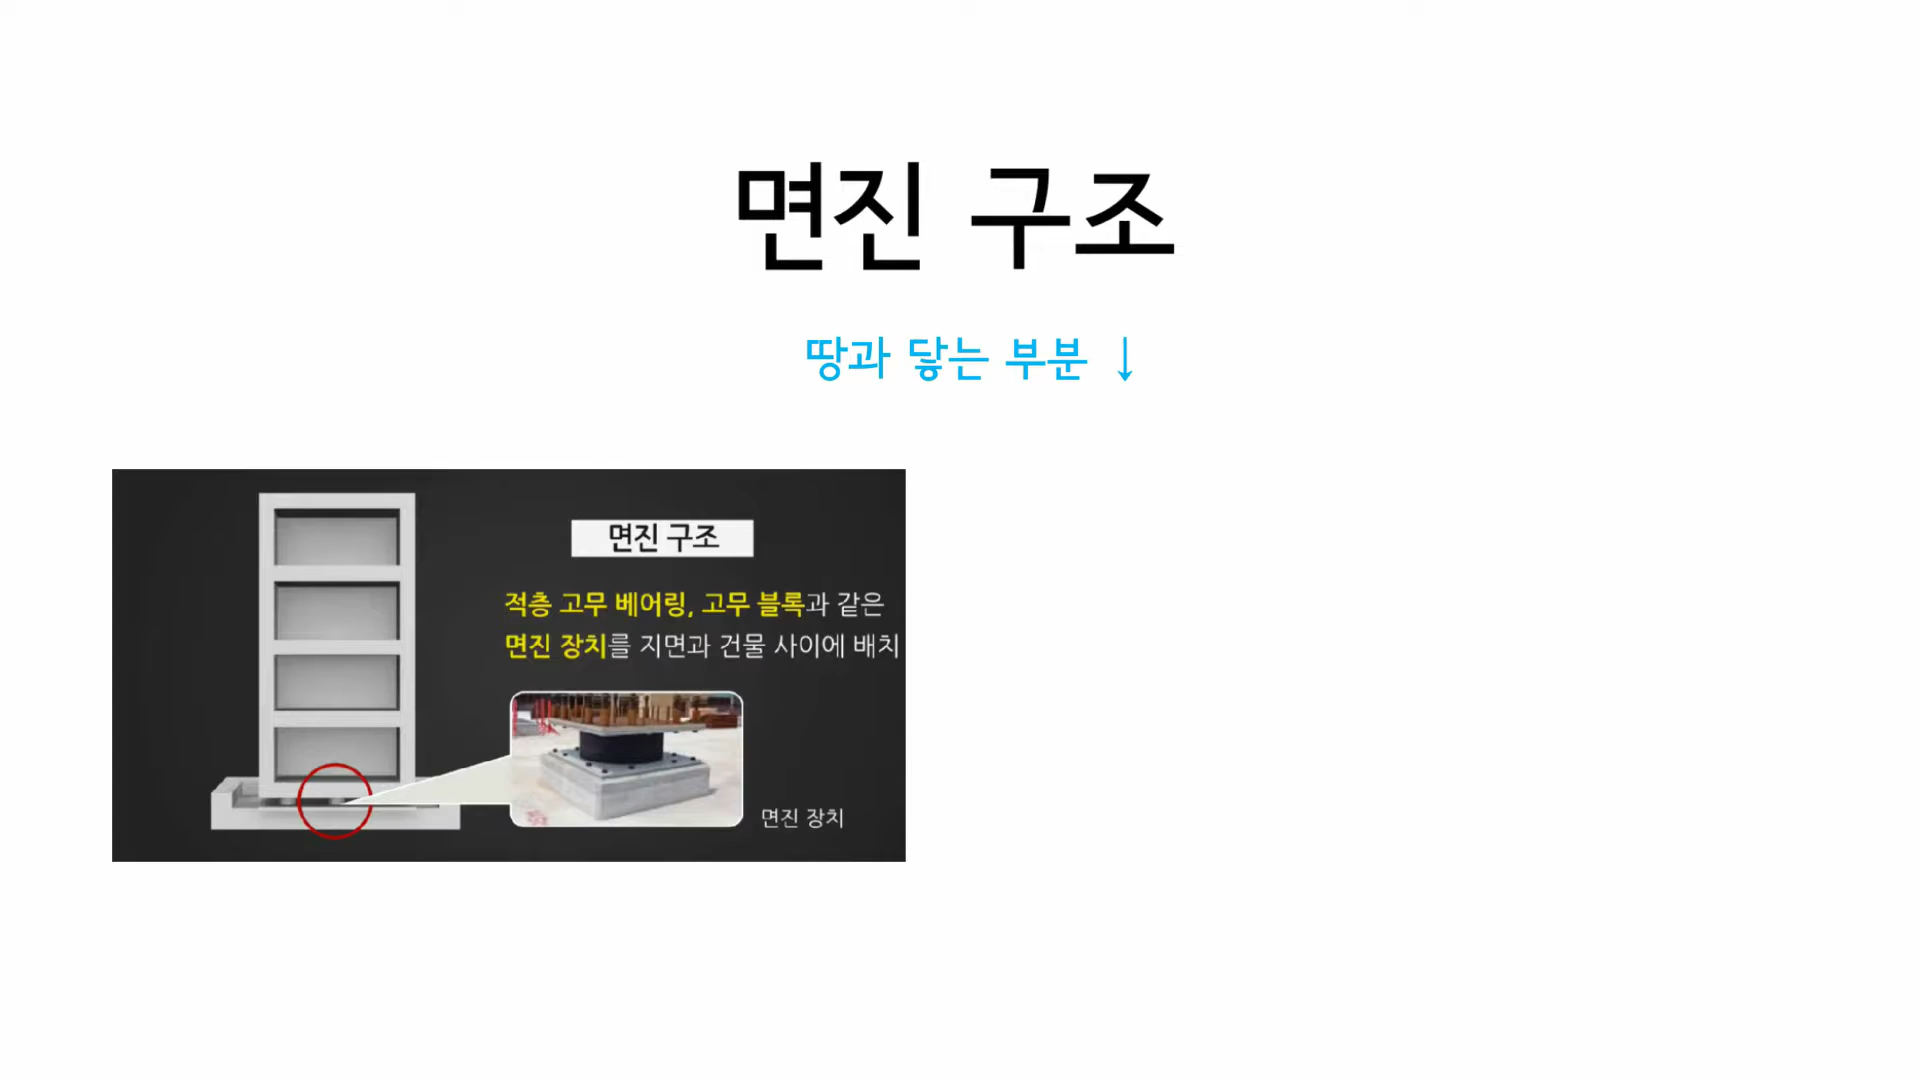 면진 구조
땅과 닿는 부분 ↓
면진 구조
적층 고무 베어링, 고무 블록과 같은
면진 장치를 지면과 건물 사이에 배치
면진 장치